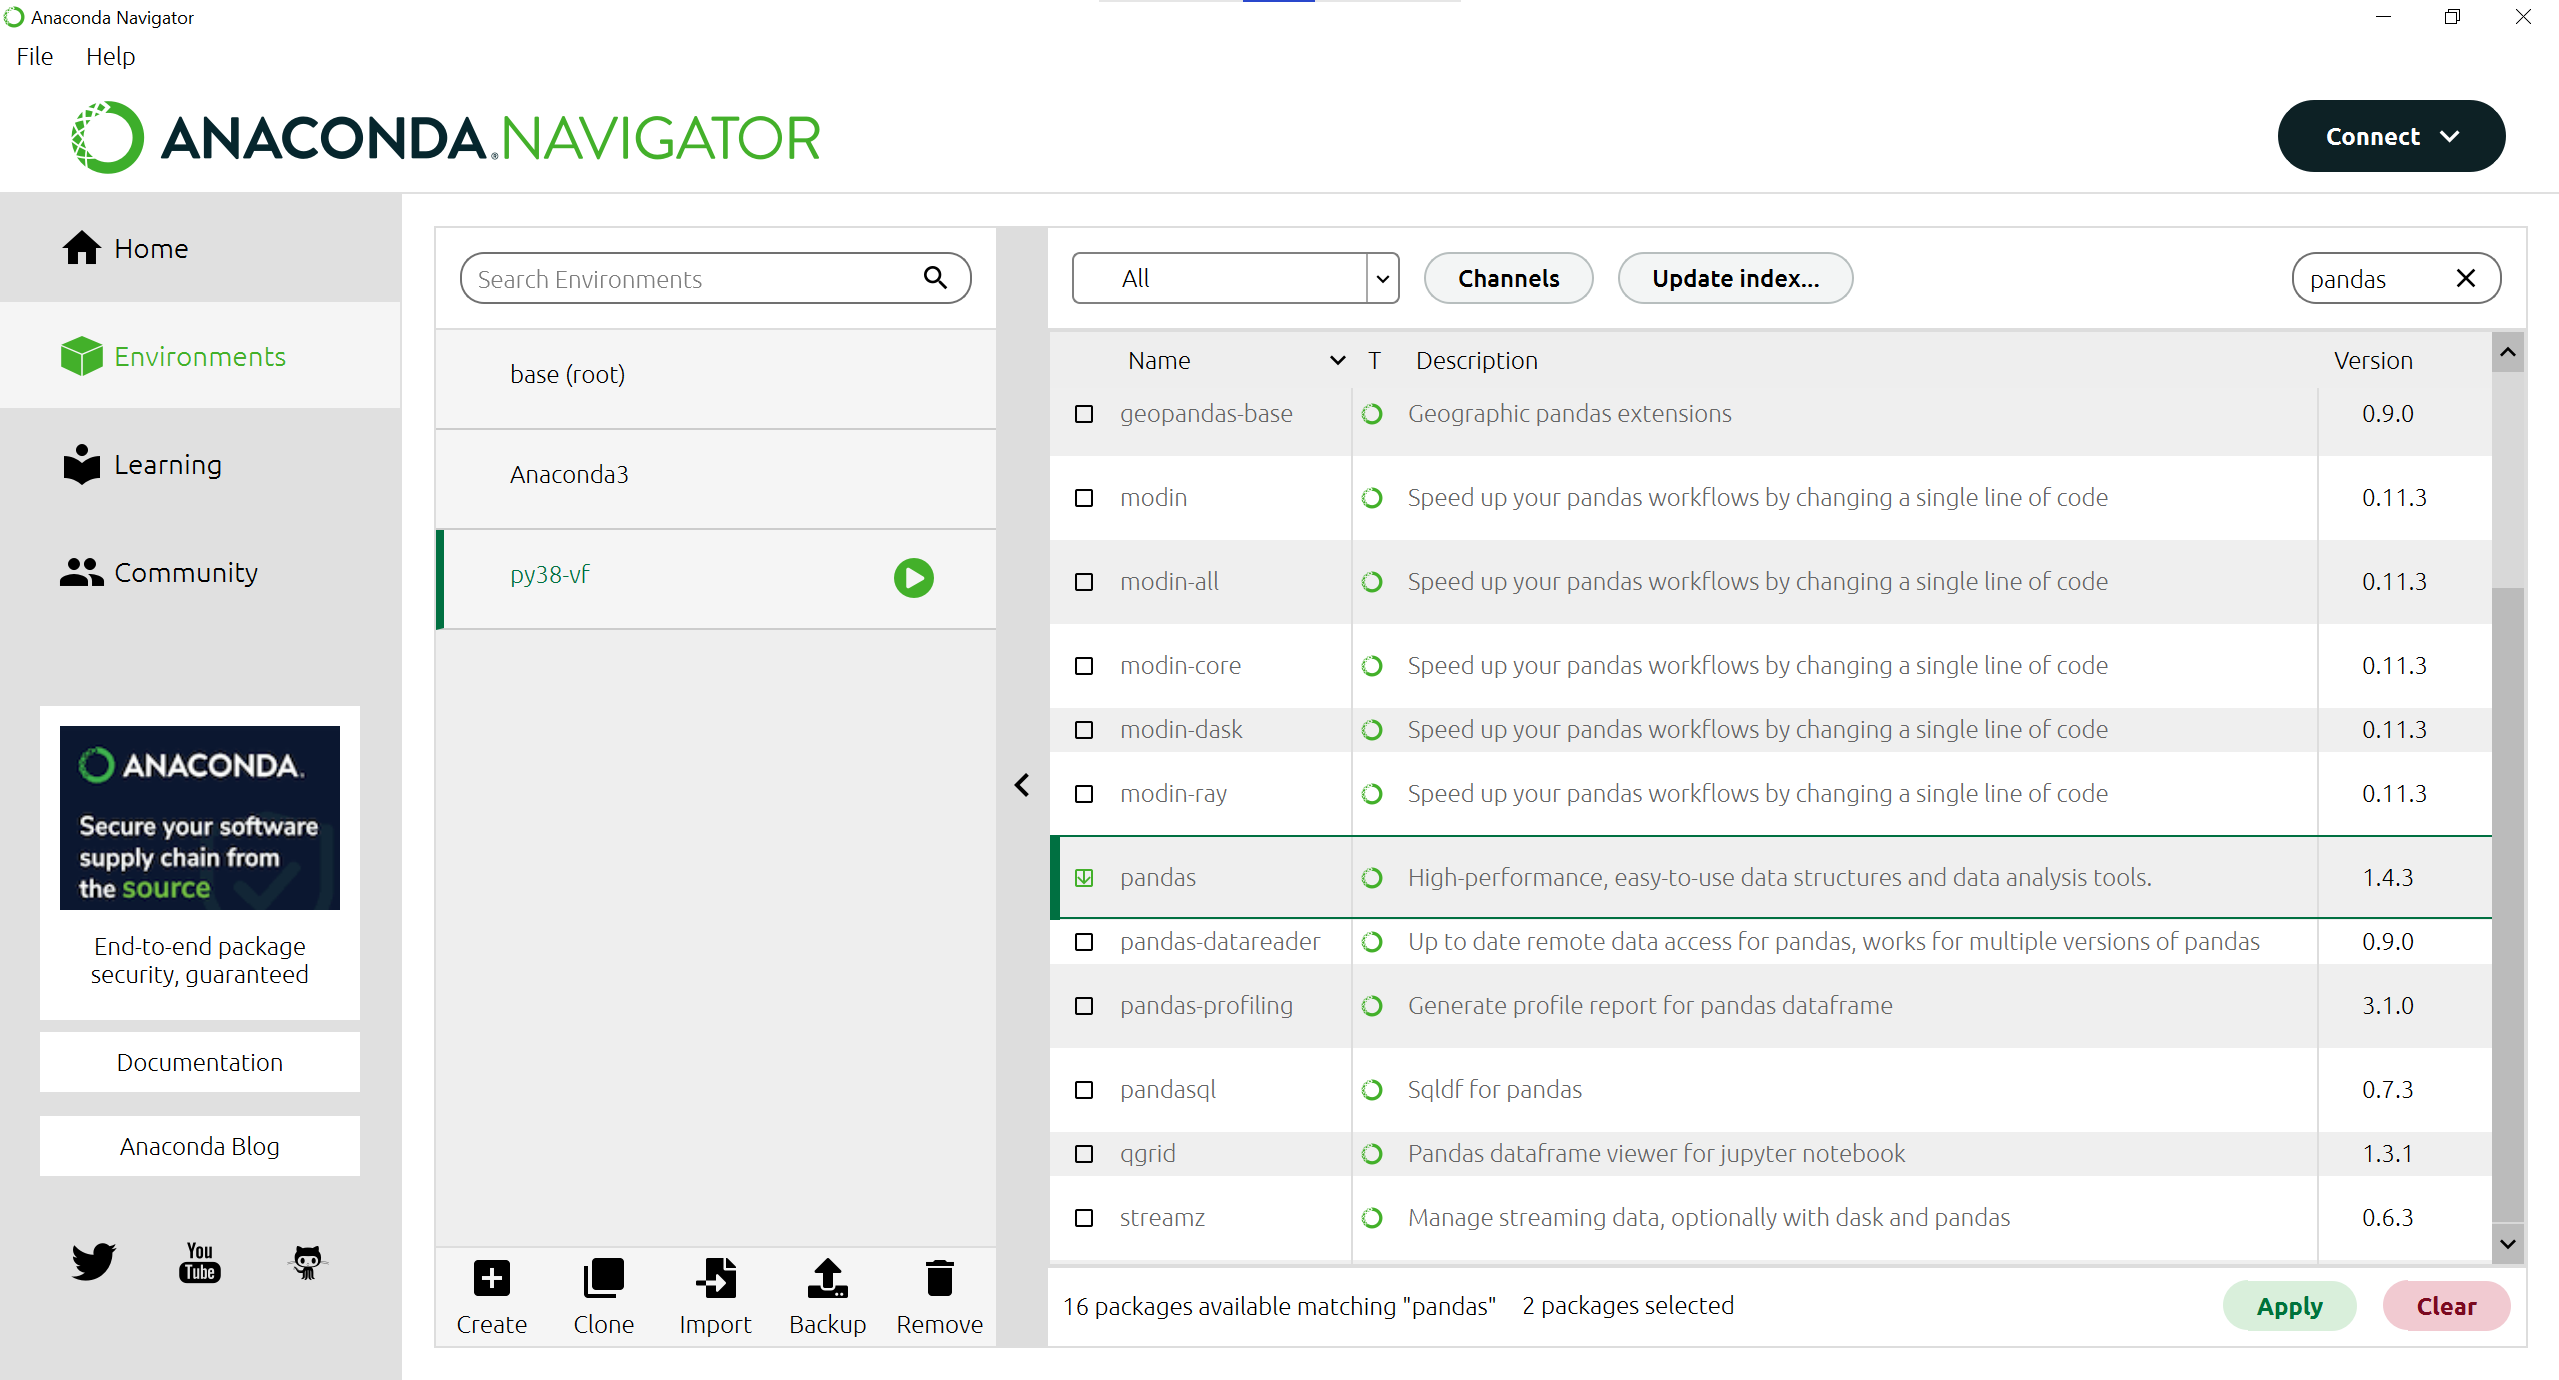 Anaconda Navigator
File Help
ANACONDA.NAVIGATOR
Connect
Home
Environments
Learning
Community
ANACONDA.
Secure your software
supply chain from
the source
End-to-end package
security, guaranteed
Documentation
Anaconda Blog
You
Tube
Search Environments
base (root)
Anaconda3
py38-vf
Create Clone Import Backup Remove
All Channels Update index... pandas
Name T Description Version
geopandas-base Geographic pandas extensions 0.9.0
modin Speed up your pandas workflows by changing a single line of code 0.11.3
modin-all Speed up your pandas workflows by changing a single line of code 0.11.3
modin-core Speed up your pandas workflows by changing a single line of code 0.11.3
modin-dask Speed up your pandas workflows by changing a single line of code 0.11.3
modin-ray Speed up your pandas workflows by changing a single line of code 0.11.3
pandas High-performance, easy-to-use data structures and data analysis tools. 1.4.3
pandas-datareader Up to date remote data access for pandas, works for multiple versions of pandas 0.9.0
pandas-profiling Generate profile report for pandas dataframe 3.1.0
pandasql Sqldf for pandas 0.7.3
qgrid Pandas dataframe viewer for jupyter notebook 1.3.1
streamz Manage streaming data, optionally with dask and pandas 0.6.3
16 packages available matching "pandas" 2 packages selected Apply Clear